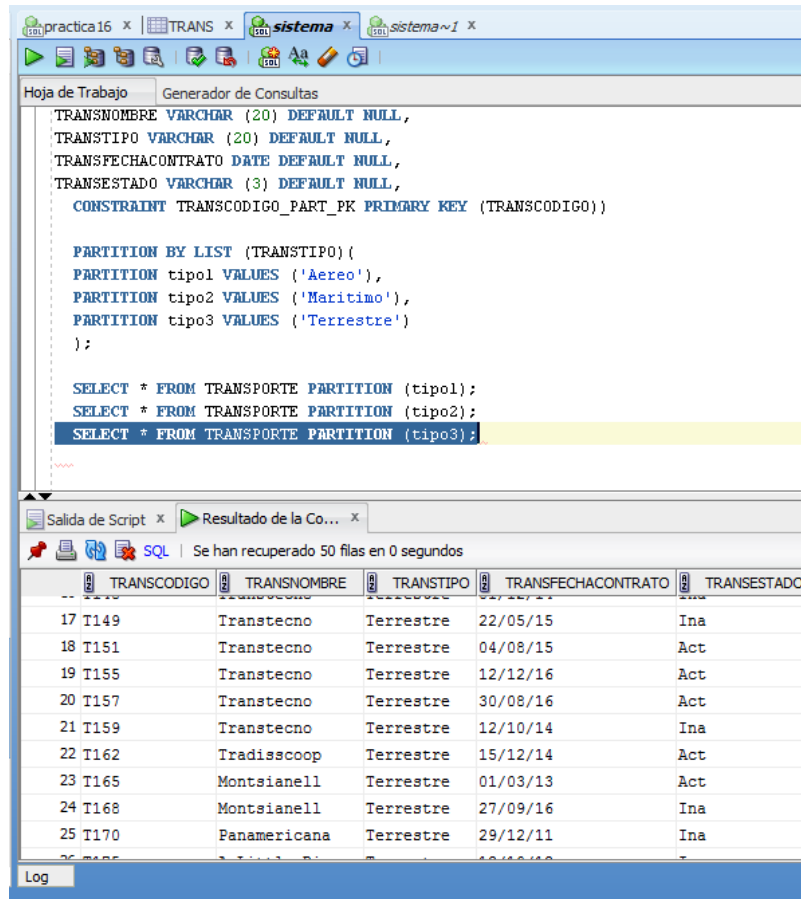 practica16 x TRANS x sistema x sistema~1 x
Hoja de Trabajo Generador de Consultas
TRANSNOMBRE VARCHAR (20) DEFAULT NULL,
TRANSTIPO VARCHAR (20) DEFAULT NULL,
TRANSFECHACONTRATO DATE DEFAULT NULL,
TRANSESTADO VARCHAR (3) DEFAULT NULL,
CONSTRAINT TRANSCODIGO_PART_PK PRIMARY KEY (TRANSCODIGO))
PARTITION BY LIST (TRANSTIPO)(
PARTITION tipo1 VALUES ('Aereo'),
PARTITION tipo2 VALUES ('Maritimo'),
PARTITION tipo3 VALUES ('Terrestre')
);
SELECT * FROM TRANSPORTE PARTITION (tipo1);
SELECT * FROM TRANSPORTE PARTITION (tipo2);
SELECT * FROM TRANSPORTE PARTITION (tipo3);
Salida de Script x Resultado de la Co... x
SQL | Se han recuperado 50 filas en 0 segundos
TRANSCODIGO TRANSNOMBRE TRANSTIPO TRANSFECHACONTRATO TRANSESTADO
17 T149 Transtecno Terrestre 22/05/15 Ina
18 T151 Transtecno Terrestre 04/08/15 Act
19 T155 Transtecno Terrestre 12/12/16 Act
20 T157 Transtecno Terrestre 30/08/16 Act
21 T159 Transtecno Terrestre 12/10/14 Ina
22 T162 Tradisscoop Terrestre 15/12/14 Act
23 T165 Montsianell Terrestre 01/03/13 Act
24 T168 Montsianell Terrestre 27/09/16 Ina
25 T170 Panamericana Terrestre 29/12/11 Ina
Log